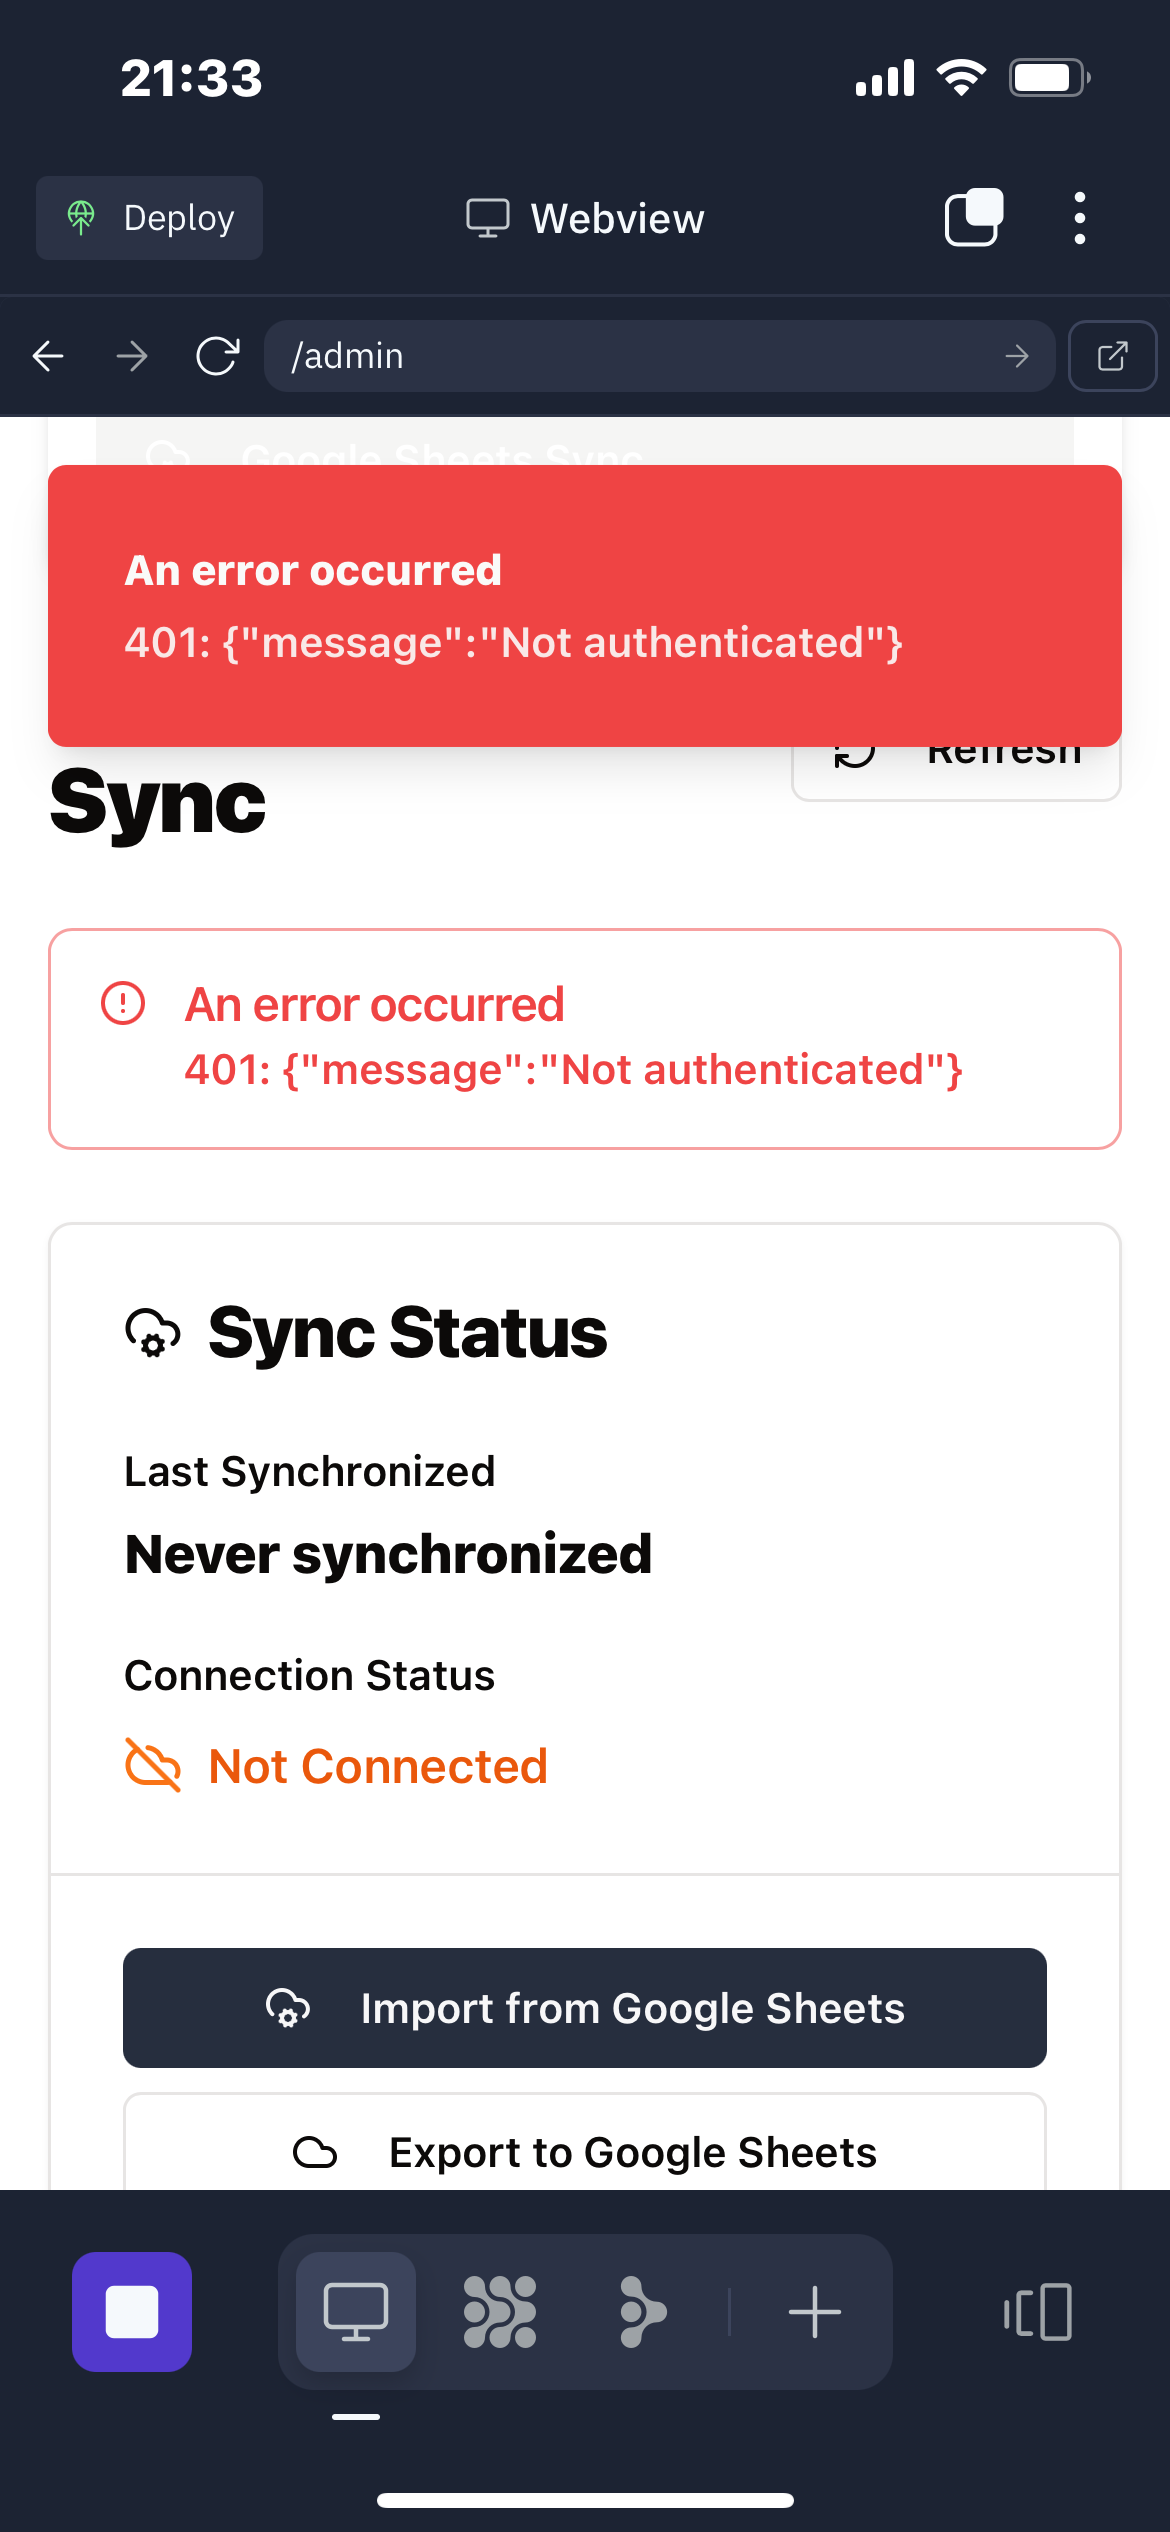 21:33
Deploy
Webview
/admin
Google Sheets Sync
An error occurred
401: {"message":"Not authenticated"}
Refresh
Sync
An error occurred
401: {"message":"Not authenticated"}
Sync Status
Last Synchronized
Never synchronized
Connection Status
Not Connected
Import from Google Sheets
Export to Google Sheets